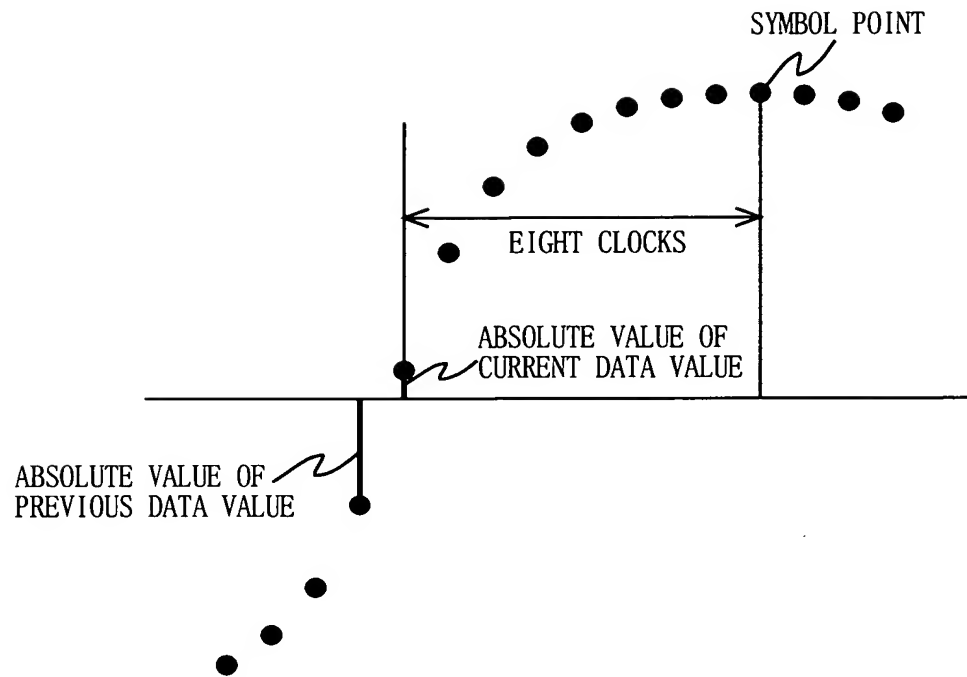 SYMBOL POINT
EIGHT CLOCKS
ABSOLUTE VALUE OF
CURRENT DATA VALUE
ABSOLUTE VALUE OF
PREVIOUS DATA VALUE